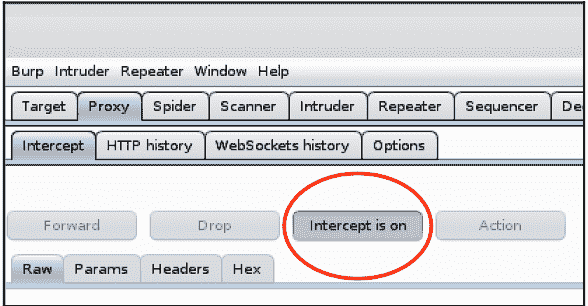 Burp Intruder Repeater Window Help
Target Proxy Spider Scanner Intruder Repeater Sequencer
Intercept HTTP history WebSockets history Options
Forward Drop Intercept is on Action
Raw Params Headers Hex